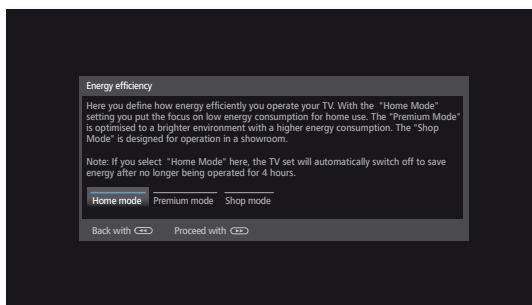 Energy efficiency
Here you define how energy efficiently you operate your TV. With the "Home Mode"
setting you put the focus on low energy consumption for home use. The "Premium Mode"
is optimised to a brighter environment with a higher energy consumption. The "Shop
Mode" is designed for operation in a showroom.
Note: If you select "Home Mode" here, the TV set will automatically switch off to save
energy after no longer being operated for 4 hours.
Home mode Premium mode Shop mode
Back with Proceed with